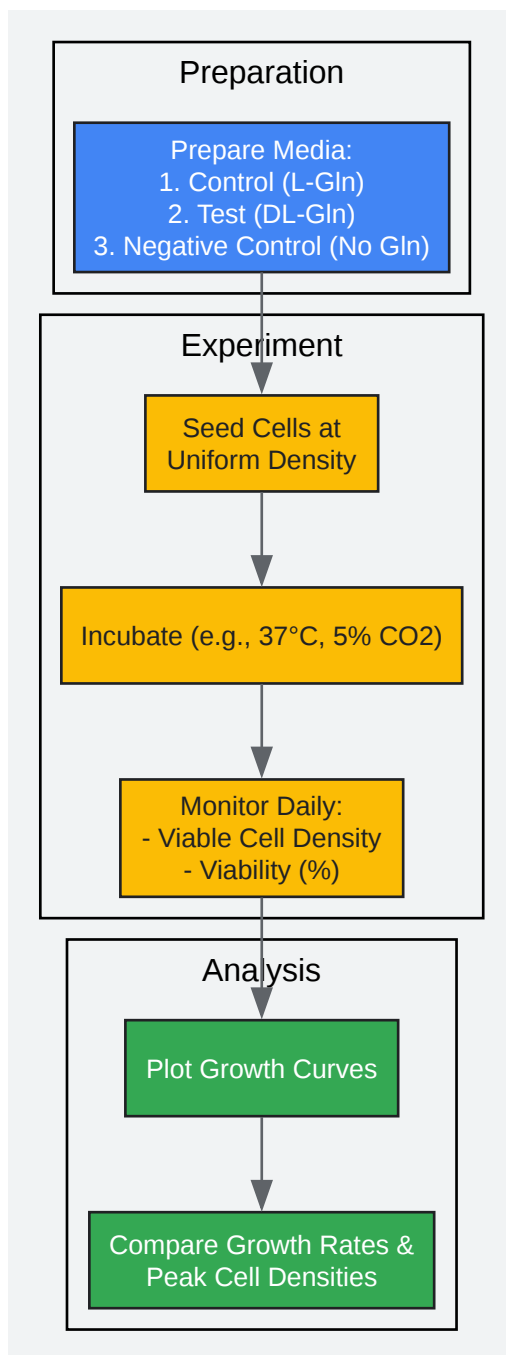 Preparation
Prepare Media:
1. Control (L-Gln)
2. Test (DL-Gln)
3. Negative Control (No Gln)
Experiment
Seed Cells at
Uniform Density
Incubate (e.g., 37°C, 5% CO2)
Monitor Daily:
- Viable Cell Density
- Viability (%)
Analysis
Plot Growth Curves
Compare Growth Rates &
Peak Cell Densities